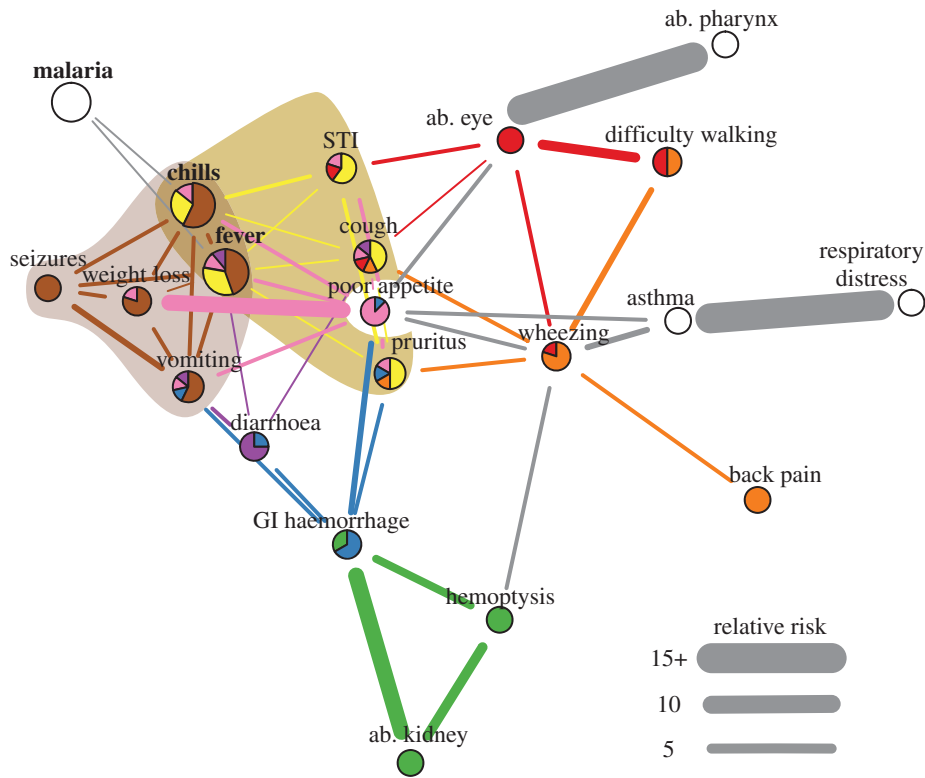 ab. pharynx
malaria
ab. eye
difficulty walking
STI
chills
cough
fever
respiratory
distress
seizures
weight loss
poor appetite
asthma
wheezing
pruritus
vomiting
diarrhoea
back pain
GI haemorrhage
hemoptysis
relative risk
15+
10
ab. kidney
5